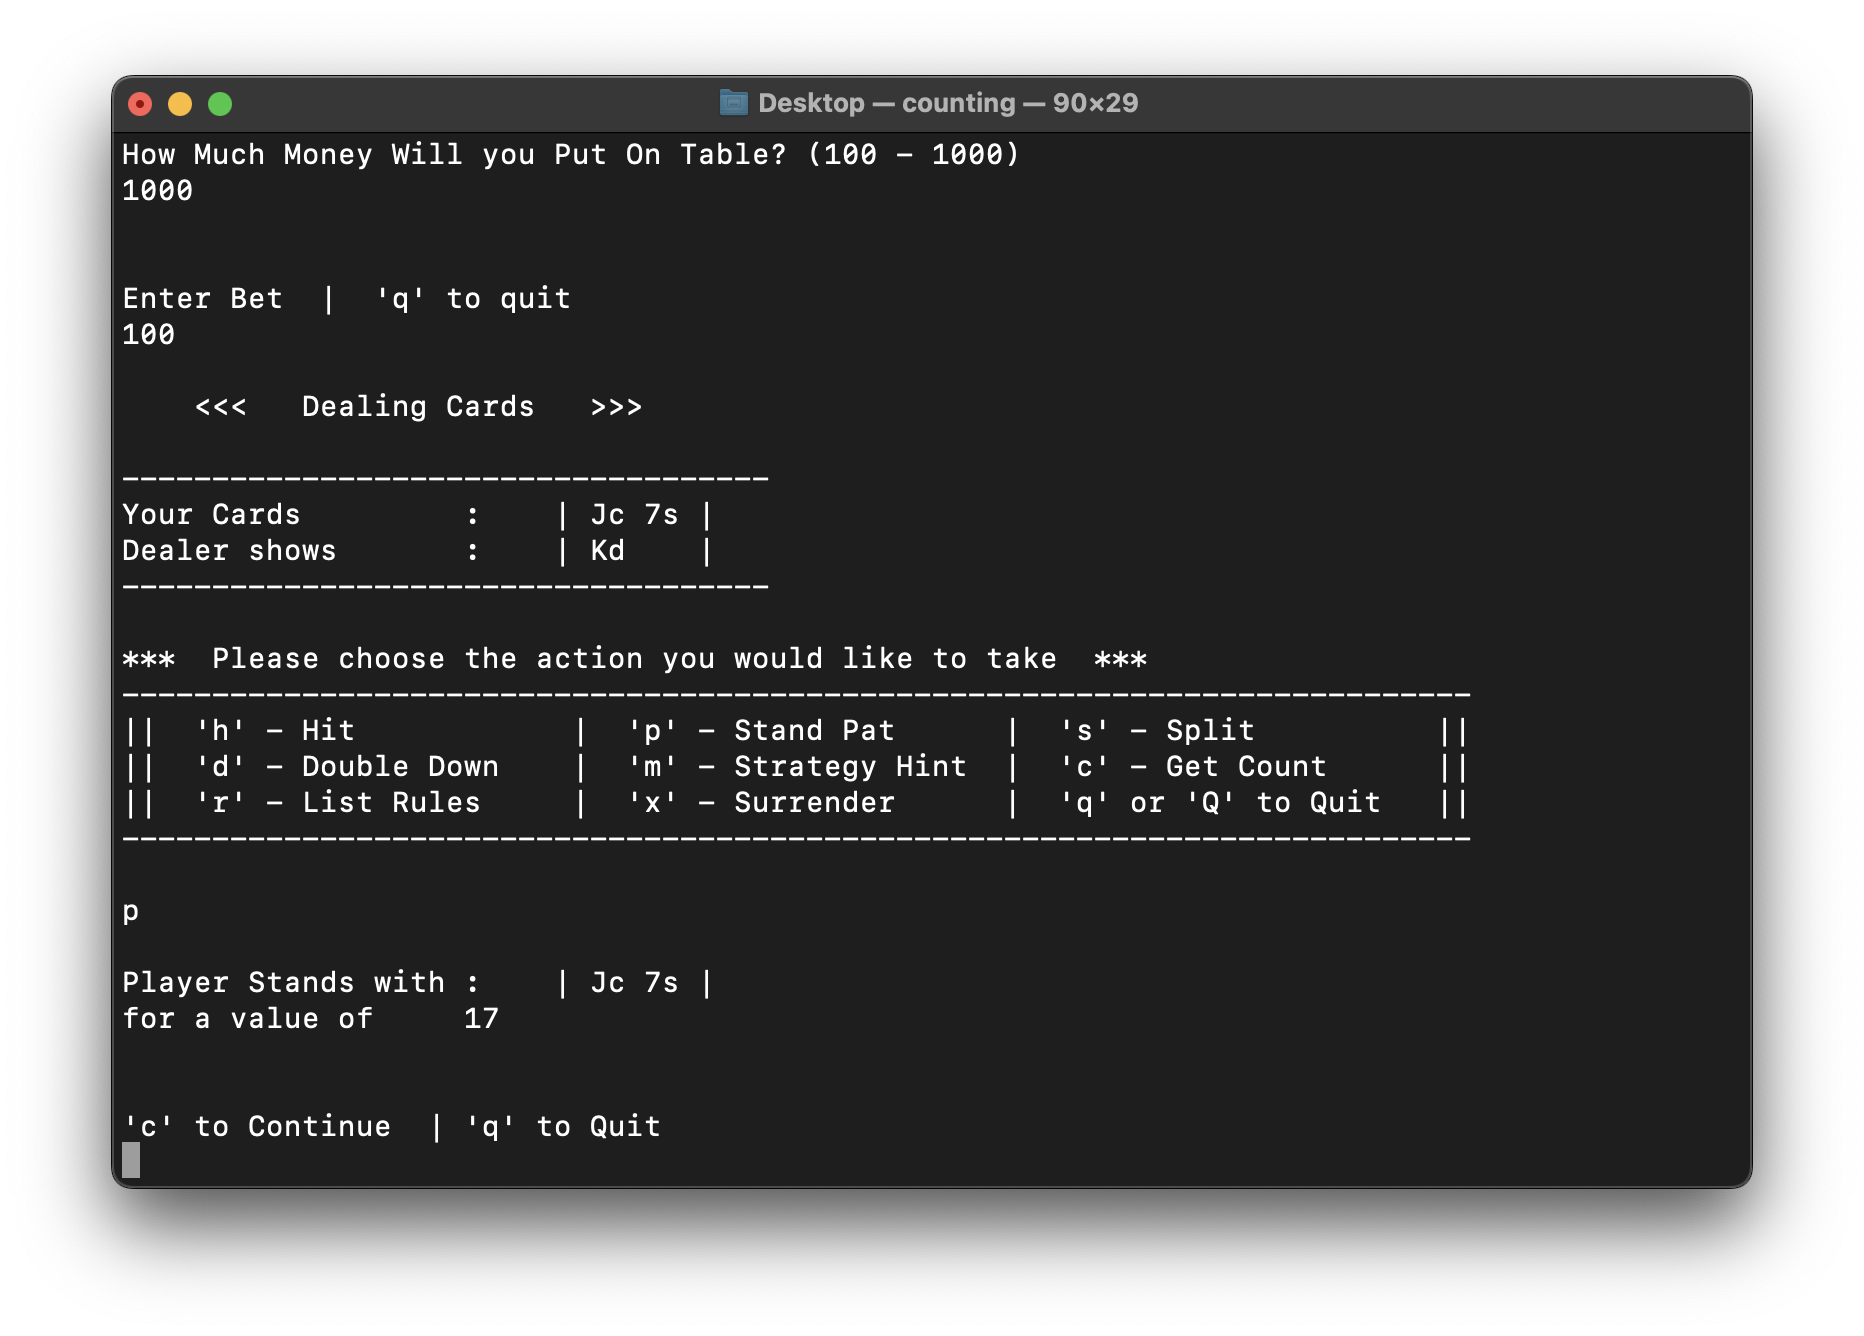 Desktop — counting — 90×29
How Much Money Will you Put On Table? (100 - 1000)
1000
Enter Bet  |  'q' to quit
100
<<<   Dealing Cards   >>>
------------------------------------
Your Cards         :    | Jc 7s |
Dealer shows       :    | Kd    |
------------------------------------
***  Please choose the action you would like to take  ***
---------------------------------------------------------------------------
||  'h' - Hit            |  'p' - Stand Pat      |  's' - Split          ||
||  'd' - Double Down    |  'm' - Strategy Hint  |  'c' - Get Count      ||
||  'r' - List Rules     |  'x' - Surrender      |  'q' or 'Q' to Quit   ||
---------------------------------------------------------------------------
p
Player Stands with :    | Jc 7s |
for a value of     17
'c' to Continue  | 'q' to Quit